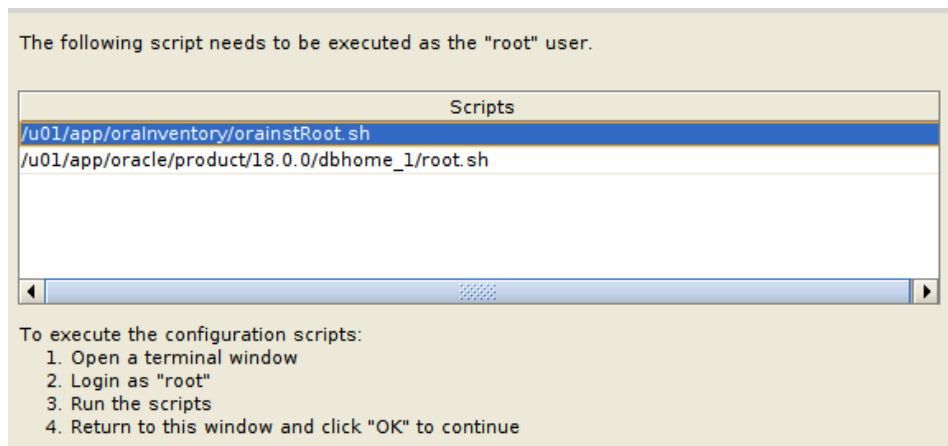 The following script needs to be executed as the "root" user.
Scripts
/u01/app/oraInventory/orainstRoot.sh
/u01/app/oracle/product/18.0.0/dbhome_1/root.sh
To execute the configuration scripts:
1. Open a terminal window
2. Login as "root"
3. Run the scripts
4. Return to this window and click "OK" to continue